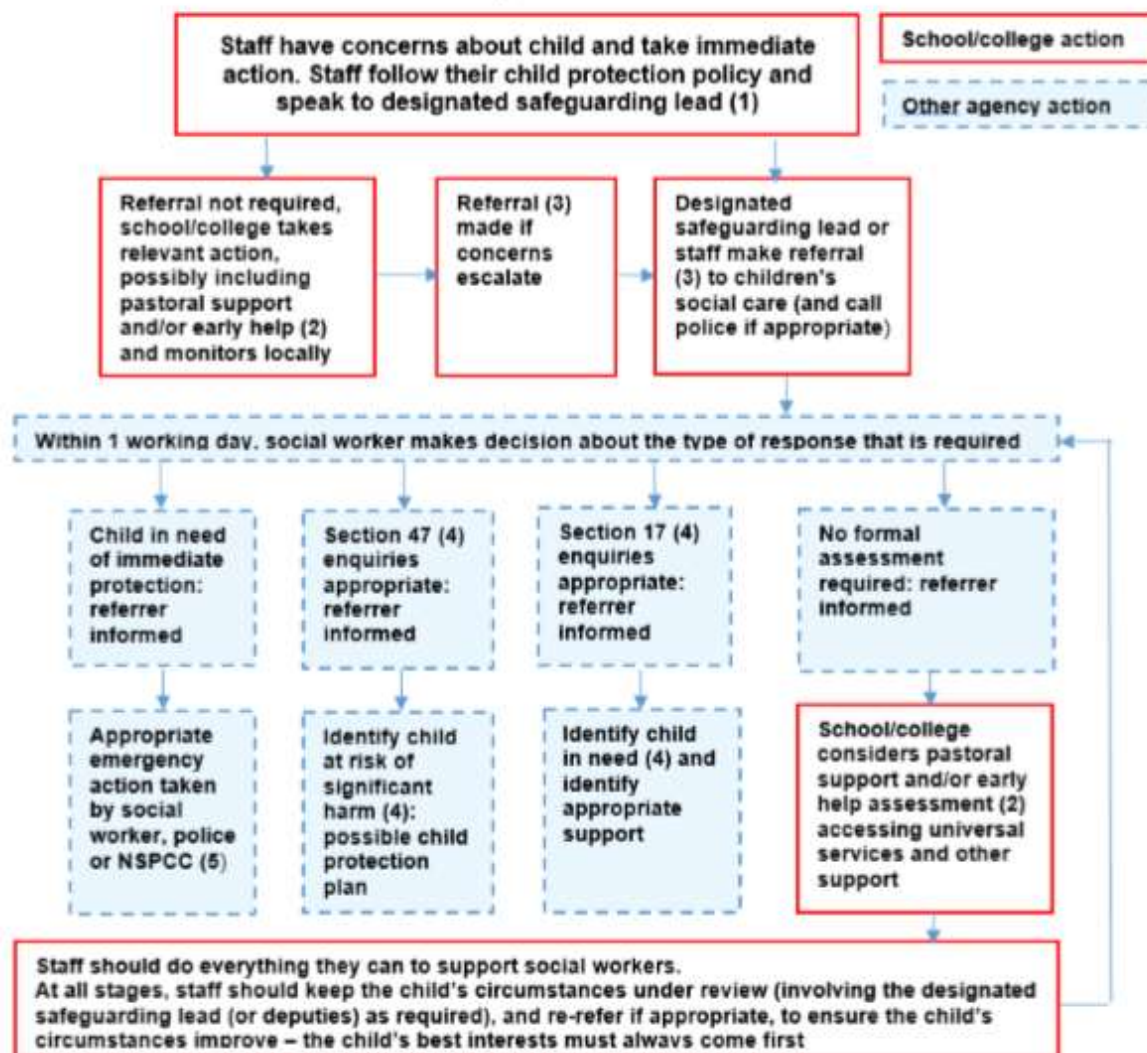 Staff have concerns about child and take immediate
action. Staff follow their child protection policy and
speak to designated safeguarding lead (1)
School/college action
Other agency action
Referral not required,
school/college takes
relevant action,
possibly including
pastoral support
and/or early help (2)
and monitors locally
Referral (3)
made if
concerns
escalate
Designated
safeguarding lead or
staff make referral
(3) to children's
social care (and call
police if appropriate)
Within 1 working day, social worker makes decision about the type of response that is required
Child in need
of immediate
protection:
referrer
informed
Section 47 (4)
enquiries
appropriate:
referrer
informed
Section 17 (4)
enquiries
appropriate:
referrer
informed
No formal
assessment
required: referrer
informed
Appropriate
emergency
action taken
by social
worker, police
or NSPCC (5)
Identify child
at risk of
significant
harm (4):
possible child
protection
plan
Identify child
in need (4) and
identify
appropriate
support
School/college
considers pastoral
support and/or early
help assessment (2)
accessing universal
services and other
support
Staff should do everything they can to support social workers.
At all stages, staff should keep the child's circumstances under review (involving the designated
safeguarding lead (or deputies) as required), and re-refer if appropriate, to ensure the child's
circumstances improve – the child's best interests must always come first